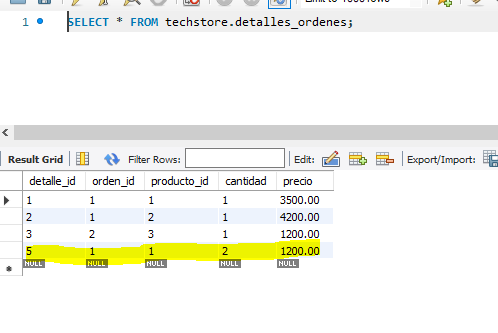 1 SELECT * FROM techstore.detalles_ordenes;
Result Grid Filter Rows: Edit: Export/Import:
detalle_id orden_id producto_id cantidad precio
1 1 1 1 3500.00
2 1 2 1 4200.00
3 2 3 1 1200.00
5 1 1 2 1200.00
NULL NULL NULL NULL NULL